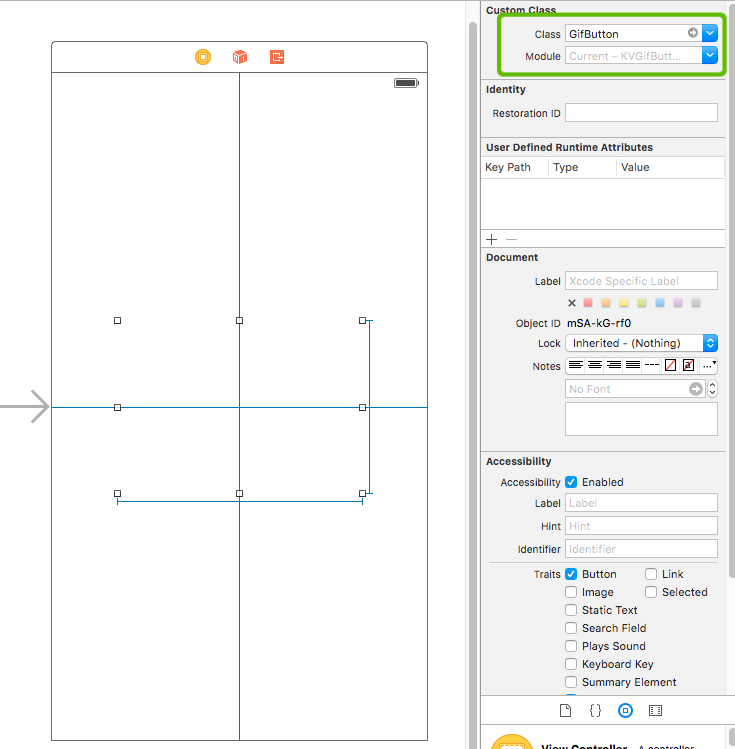 Custom Class
Class GifButton
Module Current – KVGifButt...
Identity
Restoration ID
User Defined Runtime Attributes
Key Path Type Value
Document
Label Xcode Specific Label
Object ID mSA-kG-rf0
Lock Inherited - (Nothing)
Notes
No Font
Accessibility
Accessibility Enabled
Label Label
Hint Hint
Identifier Identifier
Traits Button Link
Image Selected
Static Text
Search Field
Plays Sound
Keyboard Key
Summary Element
View Controller - A controller